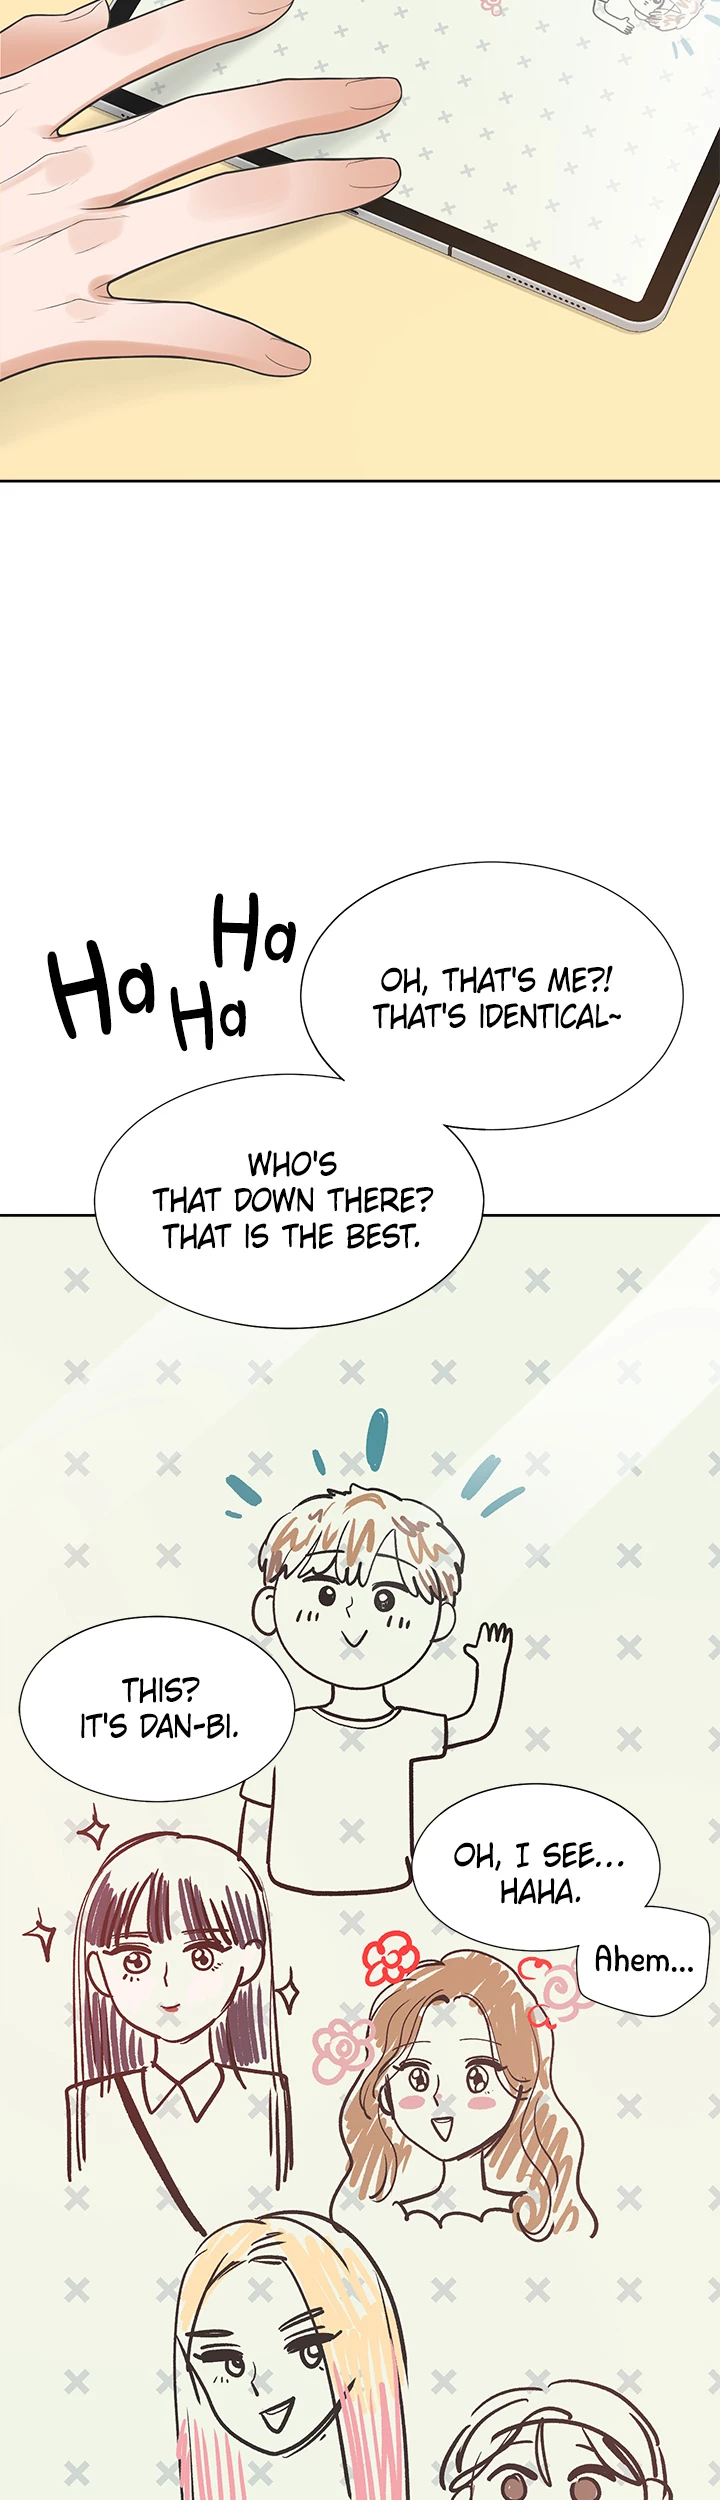 Ha
Ha
Ha
OH, THAT'S ME?!
THAT'S IDENTICAL~
WHO'S
THAT DOWN THERE?
THAT IS THE BEST.
THIS?
IT'S DAN-BI.
OH, I SEE...
HAHA.
Ahem...